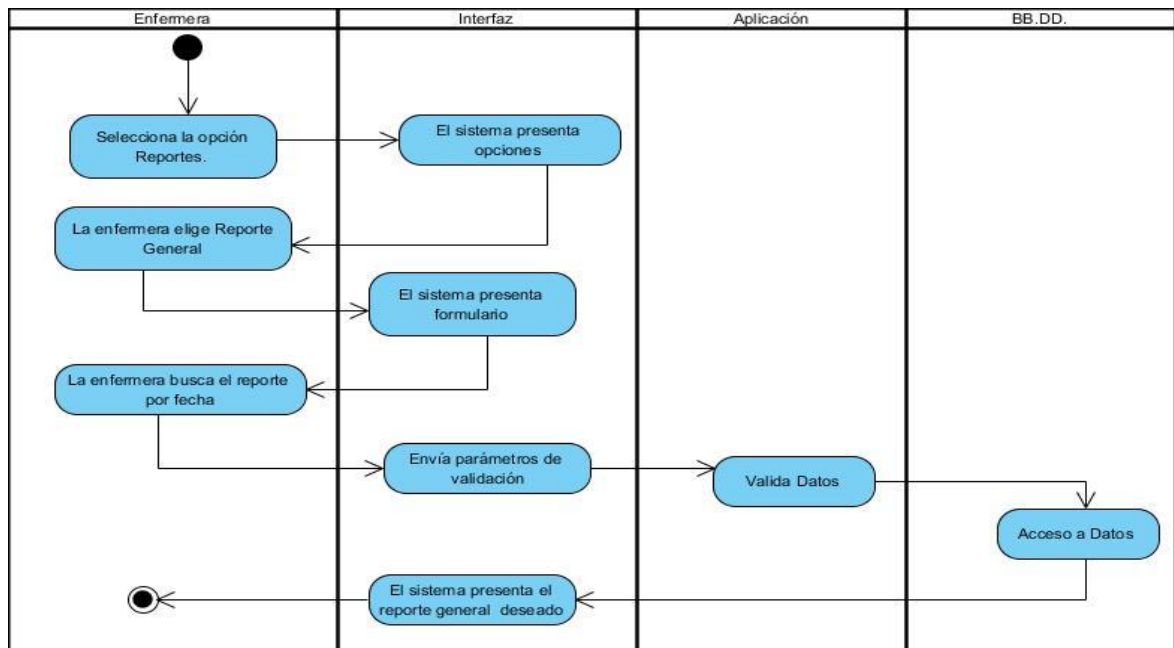 Enfermera
Interfaz
Aplicación
BB.DD.
Selecciona la opción
Reportes.
El sistema presenta
opciones
La enfermera elige Reporte
General
El sistema presenta
formulario
La enfermera busca el reporte
por fecha
Envía parámetros de
validación
Valida Datos
Acceso a Datos
El sistema presenta el
reporte general deseado